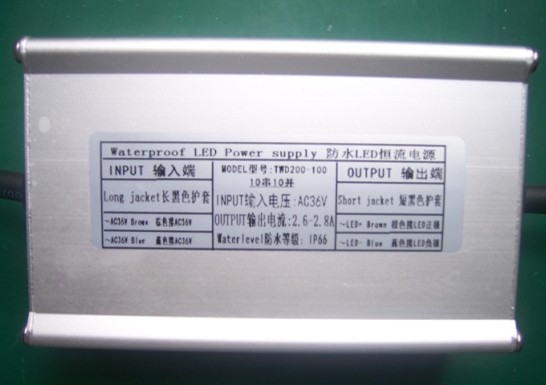 Waterproof LED Power supply 防水LED恒流电源
INPUT 输入端
Long jacket长黑色护套
~AC36V Brown 棕色接AC36V
~AC36V Blue 蓝色接AC36V
MODEL型号:TWD200-100
10串10并
INPUT输入电压:AC36V
OUTPUT输出电流:2.6-2.8A
Waterlevel防水等级: IP66
OUTPUT 输出端
Short jacket 短黑色护套
~LED+ Brown 棕色接LED正极
~LED- Blue 蓝色接LED负极